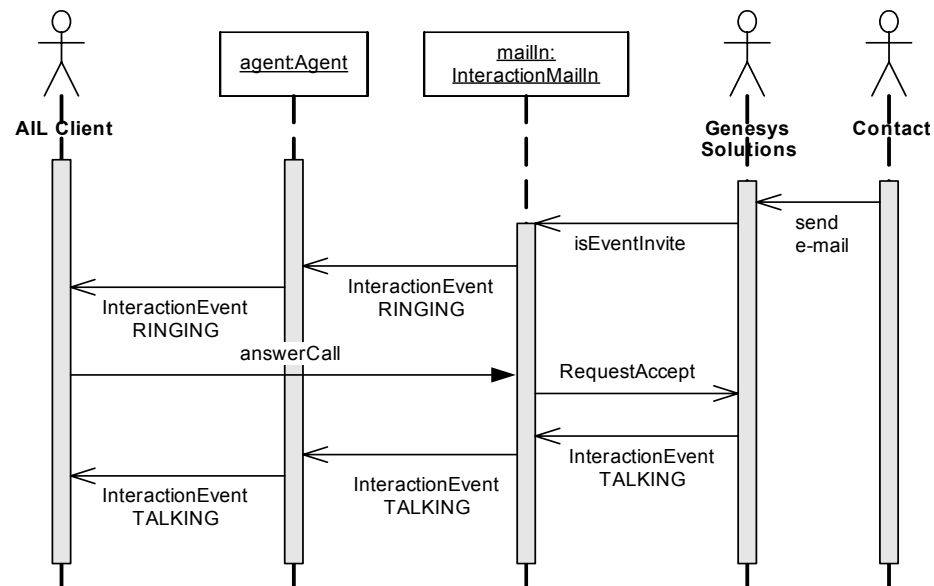 agent:Agent
mailIn:
InteractionMailIn
AIL Client
Genesys
Solutions
Contact
send
e-mail
isEventInvite
InteractionEvent
RINGING
InteractionEvent
RINGING
answerCall
RequestAccept
InteractionEvent
TALKING
InteractionEvent
TALKING
InteractionEvent
TALKING